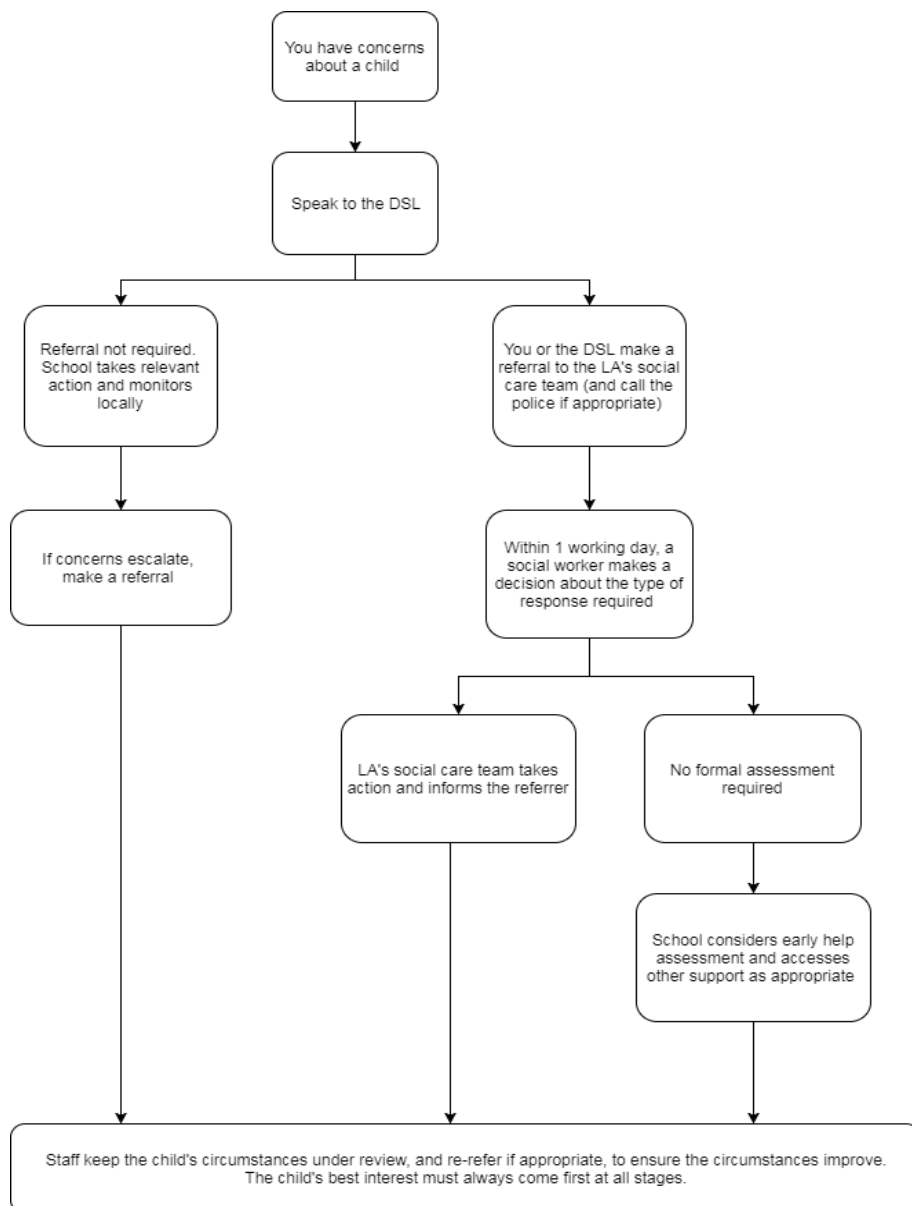 You have concerns
about a child
Speak to the DSL
Referral not required.
School takes relevant
action and monitors
locally
You or the DSL make a
referral to the LA's social
care team (and call the
police if appropriate)
If concerns escalate,
make a referral
Within 1 working day, a
social worker makes a
decision about the type of
response required
LA's social care team takes
action and informs the referrer
No formal assessment
required
School considers early help
assessment and accesses
other support as appropriate
Staff keep the child's circumstances under review, and re-refer if appropriate, to ensure the circumstances improve.
The child's best interest must always come first at all stages.